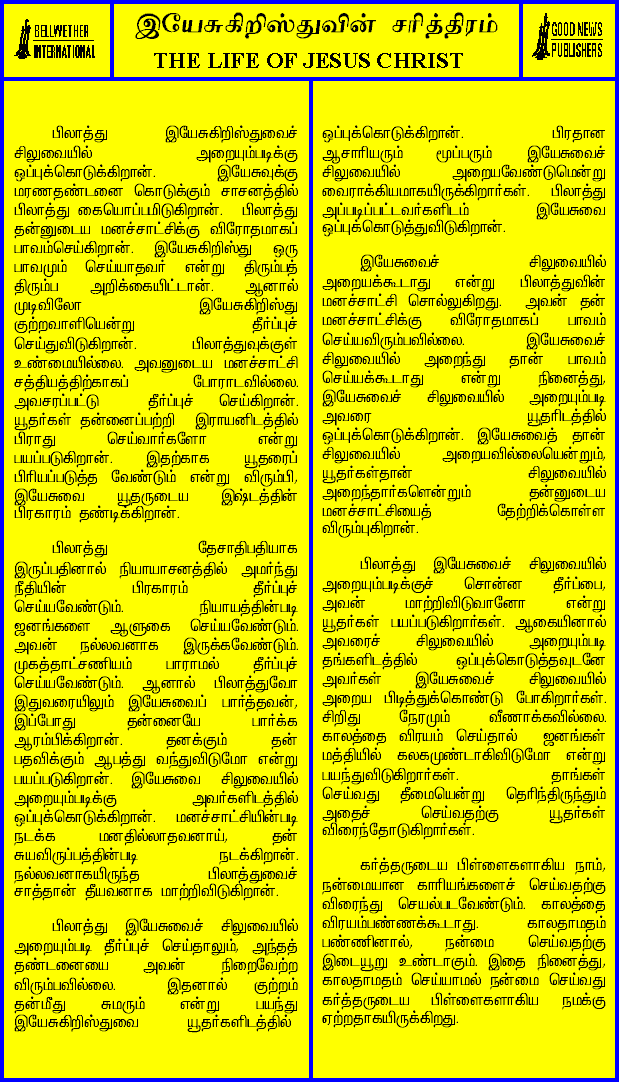 BELLWETHER
INTERNATIONAL
இயேசுகிறிஸ்துவின் சரித்திரம்
THE LIFE OF JESUS CHRIST
GOOD NEWS
PUBLISHERS
பிலாத்து இயேசுகிறிஸ்துவைச்
சிலுவையில் அறையும்படிக்கு
ஒப்புக்கொடுக்கிறான். இயேசுவுக்கு
மரணதண்டனை கொடுக்கும் சாசனத்தில்
பிலாத்து கையொப்பமிடுகிறான். பிலாத்து
தன்னுடைய மனச்சாட்சிக்கு விரோதமாகப்
பாவம்செய்கிறான். இயேசுகிறிஸ்து ஒரு
பாவமும் செய்யாதவர் என்று திரும்பத்
திரும்ப அறிக்கையிட்டான். ஆனால்
முடிவிலோ இயேசுகிறிஸ்து
குற்றவாளியென்று தீர்ப்புச்
செய்துவிடுகிறான். பிலாத்துவுக்குள்
உண்மையில்லை. அவனுடைய மனச்சாட்சி
சத்தியத்திற்காகப் போராடவில்லை.
அவசரப்பட்டு தீர்ப்புச் செய்கிறான்.
யூதர்கள் தன்னைப்பற்றி இராயனிடத்தில்
பிராது செய்வார்களோ என்று
பயப்படுகிறான். இதற்காக யூதரைப்
பிரியப்படுத்த வேண்டும் என்று விரும்பி,
இயேசுவை யூதருடைய இஷ்டத்தின்
பிரகாரம் தண்டிக்கிறான்.
பிலாத்து தேசாதிபதியாக
இருப்பதினால் நியாயாசனத்தில் அமர்ந்து
நீதியின் பிரகாரம் தீர்ப்புச்
செய்யவேண்டும். நியாயத்தின்படி
ஜனங்களை ஆளுகை செய்யவேண்டும்.
அவன் நல்லவனாக இருக்கவேண்டும்.
முகத்தாட்சணியம் பாராமல் தீர்ப்புச்
செய்யவேண்டும். ஆனால் பிலாத்துவோ
இதுவரையிலும் இயேசுவைப் பார்த்தவன்,
இப்போது தன்னையே பார்க்க
ஆரம்பிக்கிறான். தனக்கும் தன்
பதவிக்கும் ஆபத்து வந்துவிடுமோ என்று
பயப்படுகிறான். இயேசுவை சிலுவையில்
அறையும்படிக்கு அவர்களிடத்தில்
ஒப்புக்கொடுக்கிறான். மனச்சாட்சியின்படி
நடக்க மனதில்லாதவனாய், தன்
சுயவிருப்பத்தின்படி நடக்கிறான்.
நல்லவனாகயிருந்த பிலாத்துவைச்
சாத்தான் தீயவனாக மாற்றிவிடுகிறான்.
பிலாத்து இயேசுவைச் சிலுவையில்
அறையும்படி தீர்ப்புச் செய்தாலும், அந்தத்
தண்டனையை அவன் நிறைவேற்ற
விரும்பவில்லை. இதனால் குற்றம்
தன்மீது சுமரும் என்று பயந்து
இயேசுகிறிஸ்துவை யூதர்களிடத்தில்
ஒப்புக்கொடுக்கிறான். பிரதான
ஆசாரியரும் மூப்பரும் இயேசுவைச்
சிலுவையில் அறையவேண்டுமென்று
வைராக்கியமாகயிருக்கிறார்கள். பிலாத்து
அப்படிப்பட்டவர்களிடம் இயேசுவை
ஒப்புக்கொடுத்துவிடுகிறான்.
இயேசுவைச் சிலுவையில்
அறையக்கூடாது என்று பிலாத்துவின்
மனச்சாட்சி சொல்லுகிறது. அவன் தன்
மனச்சாட்சிக்கு விரோதமாகப் பாவம்
செய்யவிரும்பவில்லை. இயேசுவைச்
சிலுவையில் அறைந்து தான் பாவம்
செய்யக்கூடாது என்று நினைத்து,
இயேசுவைச் சிலுவையில் அறையும்படி
அவரை யூதரிடத்தில்
ஒப்புக்கொடுக்கிறான். இயேசுவைத் தான்
சிலுவையில் அறையவில்லையென்றும்,
யூதர்கள்தான் சிலுவையில்
அறைந்தார்களென்றும் தன்னுடைய
மனச்சாட்சியைத் தேற்றிக்கொள்ள
விரும்புகிறான்.
பிலாத்து இயேசுவைச் சிலுவையில்
அறையும்படிக்குச் சொன்ன தீர்ப்பை,
அவன் மாற்றிவிடுவானோ என்று
யூதர்கள் பயப்படுகிறார்கள். ஆகையினால்
அவரைச் சிலுவையில் அறையும்படி
தங்களிடத்தில் ஒப்புக்கொடுத்தவுடனே
அவர்கள் இயேசுவைச் சிலுவையில்
அறைய பிடித்துக்கொண்டு போகிறார்கள்.
சிறிது நேரமும் வீணாக்கவில்லை.
காலத்தை விரயம் செய்தால் ஜனங்கள்
மத்தியில் கலகமுண்டாகிவிடுமோ என்று
பயந்துவிடுகிறார்கள். தாங்கள்
செய்வது தீமையென்று தெரிந்திருந்தும்
அதைச் செய்வதற்கு யூதர்கள்
விரைந்தோடுகிறார்கள்.
கர்த்தருடைய பிள்ளைகளாகிய நாம்,
நன்மையான காரியங்களைச் செய்வதற்கு
விரைந்து செயல்படவேண்டும். காலத்தை
விரயம்பண்ணக்கூடாது. காலதாமதம்
பண்ணினால், நன்மை செய்வதற்கு
இடையூறு உண்டாகும். இதை நினைத்து,
காலதாமதம் செய்யாமல் நன்மை செய்வது
கர்த்தருடைய பிள்ளைகளாகிய நமக்கு
ஏற்றதாகயிருக்கிறது.